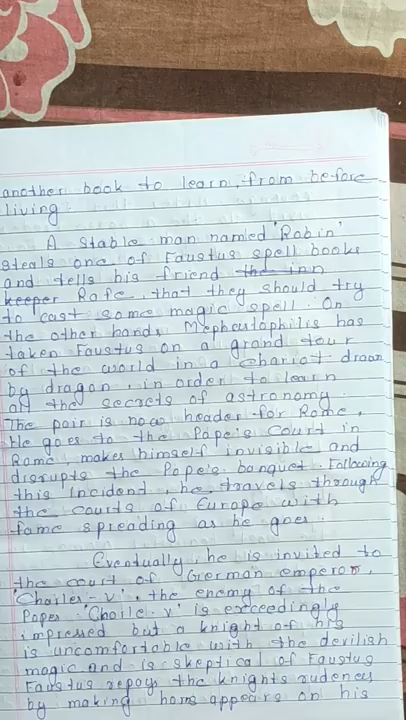 another book to learn, from before
living.
A stable man named 'Robin'
steals one of Faustus spell books
and tells his friend the inn
keeper Rafe, that they should try
to cast some magic spell. On
the other hands, Mephoulophilis has
taken Faustus on a grand tour
of the world in a chariot draon
by dragon, in order to learn
all the secrets of astronomy.
The pair is now header for Rome.
He goes to the Pope's Court in
Rome, makes himself invisible and
disrupts the Pope's banquet. Following
this incident, he travels through
the courts of Europe with
fame spreading as he goes.
Eventually, he is invited to
the court of Gierman emperor,
'Charles-v', the enemy of the
Pope. 'Charle-v' is exceedingly
impressed but a knight of his
is uncomfortable with the devilish
magic and is skeptical of Faustus
Faustus repays the knights rudeness
by making horns appears on his